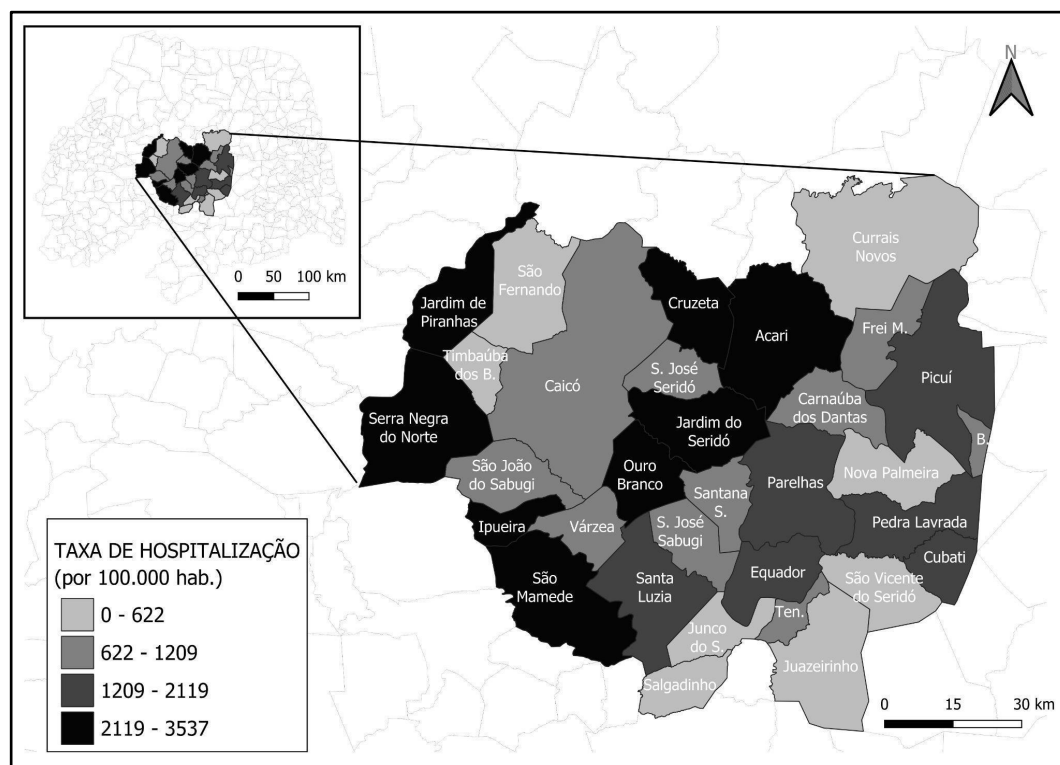 0 50 100 km
N
Currais
Novos
São
Fernando
Jardim de
Piranhas
Cruzeta
Acari
Frei M.
Picuí
Timbaúba
dos B.
Caicó
S. José
Seridó
Carnaúba
dos Dantas
Serra Negra
do Norte
Jardim do
Seridó
B.
São João
do Sabugi
Ouro
Branco
Santana
S.
Parelhas
Nova Palmeira
Ipueira
Várzea
S. José
Sabugi
Pedra Lavrada
Cubati
São
Mamede
Santa
Luzia
Equador
São Vicente
do Seridó
Ten.
Junco
do S.
Juazeirinho
Salgadinho
TAXA DE HOSPITALIZAÇÃO
(por 100.000 hab.)
0 - 622
622 - 1209
1209 - 2119
2119 - 3537
0 15 30 km